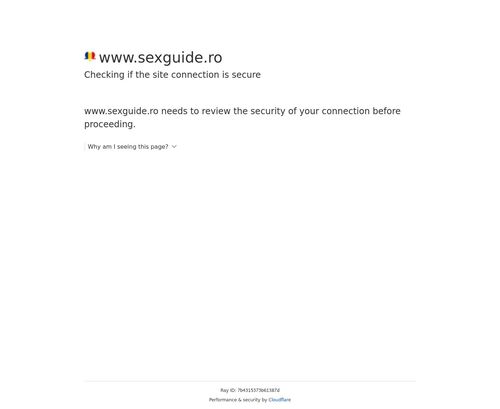 www.sexguide.ro
Checking if the site connection is secure
www.sexguide.ro needs to review the security of your connection before
proceeding.
Why am I seeing this page?
Ray ID: 7b4315373b61387d
Performance & security by Cloudflare